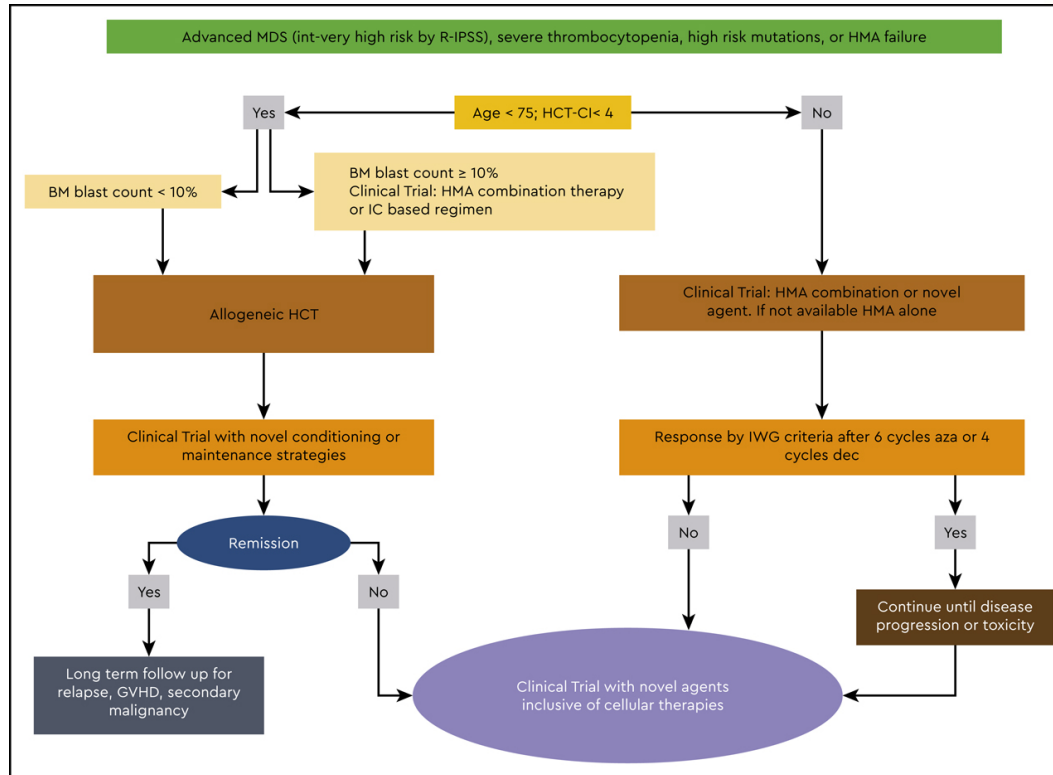 Advanced MDS (int-very high risk by R-IPSS), severe thrombocytopenia, high risk mutations, or HMA failure
Yes
Age < 75; HCT-CI< 4
No
BM blast count < 10%
BM blast count ≥ 10%
Clinical Trial: HMA combination therapy
or IC based regimen
Allogeneic HCT
Clinical Trial: HMA combination or novel
agent. If not available HMA alone
Clinical Trial with novel conditioning or
maintenance strategies
Response by IWG criteria after 6 cycles aza or 4
cycles dec
Remission
No
Yes
Yes
No
Continue until disease
progression or toxicity
Long term follow up for
relapse, GVHD, secondary
malignancy
Clinical Trial with novel agents
inclusive of cellular therapies